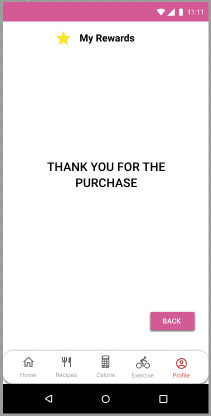 11:11
My Rewards
THANK YOU FOR THE
PURCHASE
BACK
Home Recipes Calorie Exercise Profile